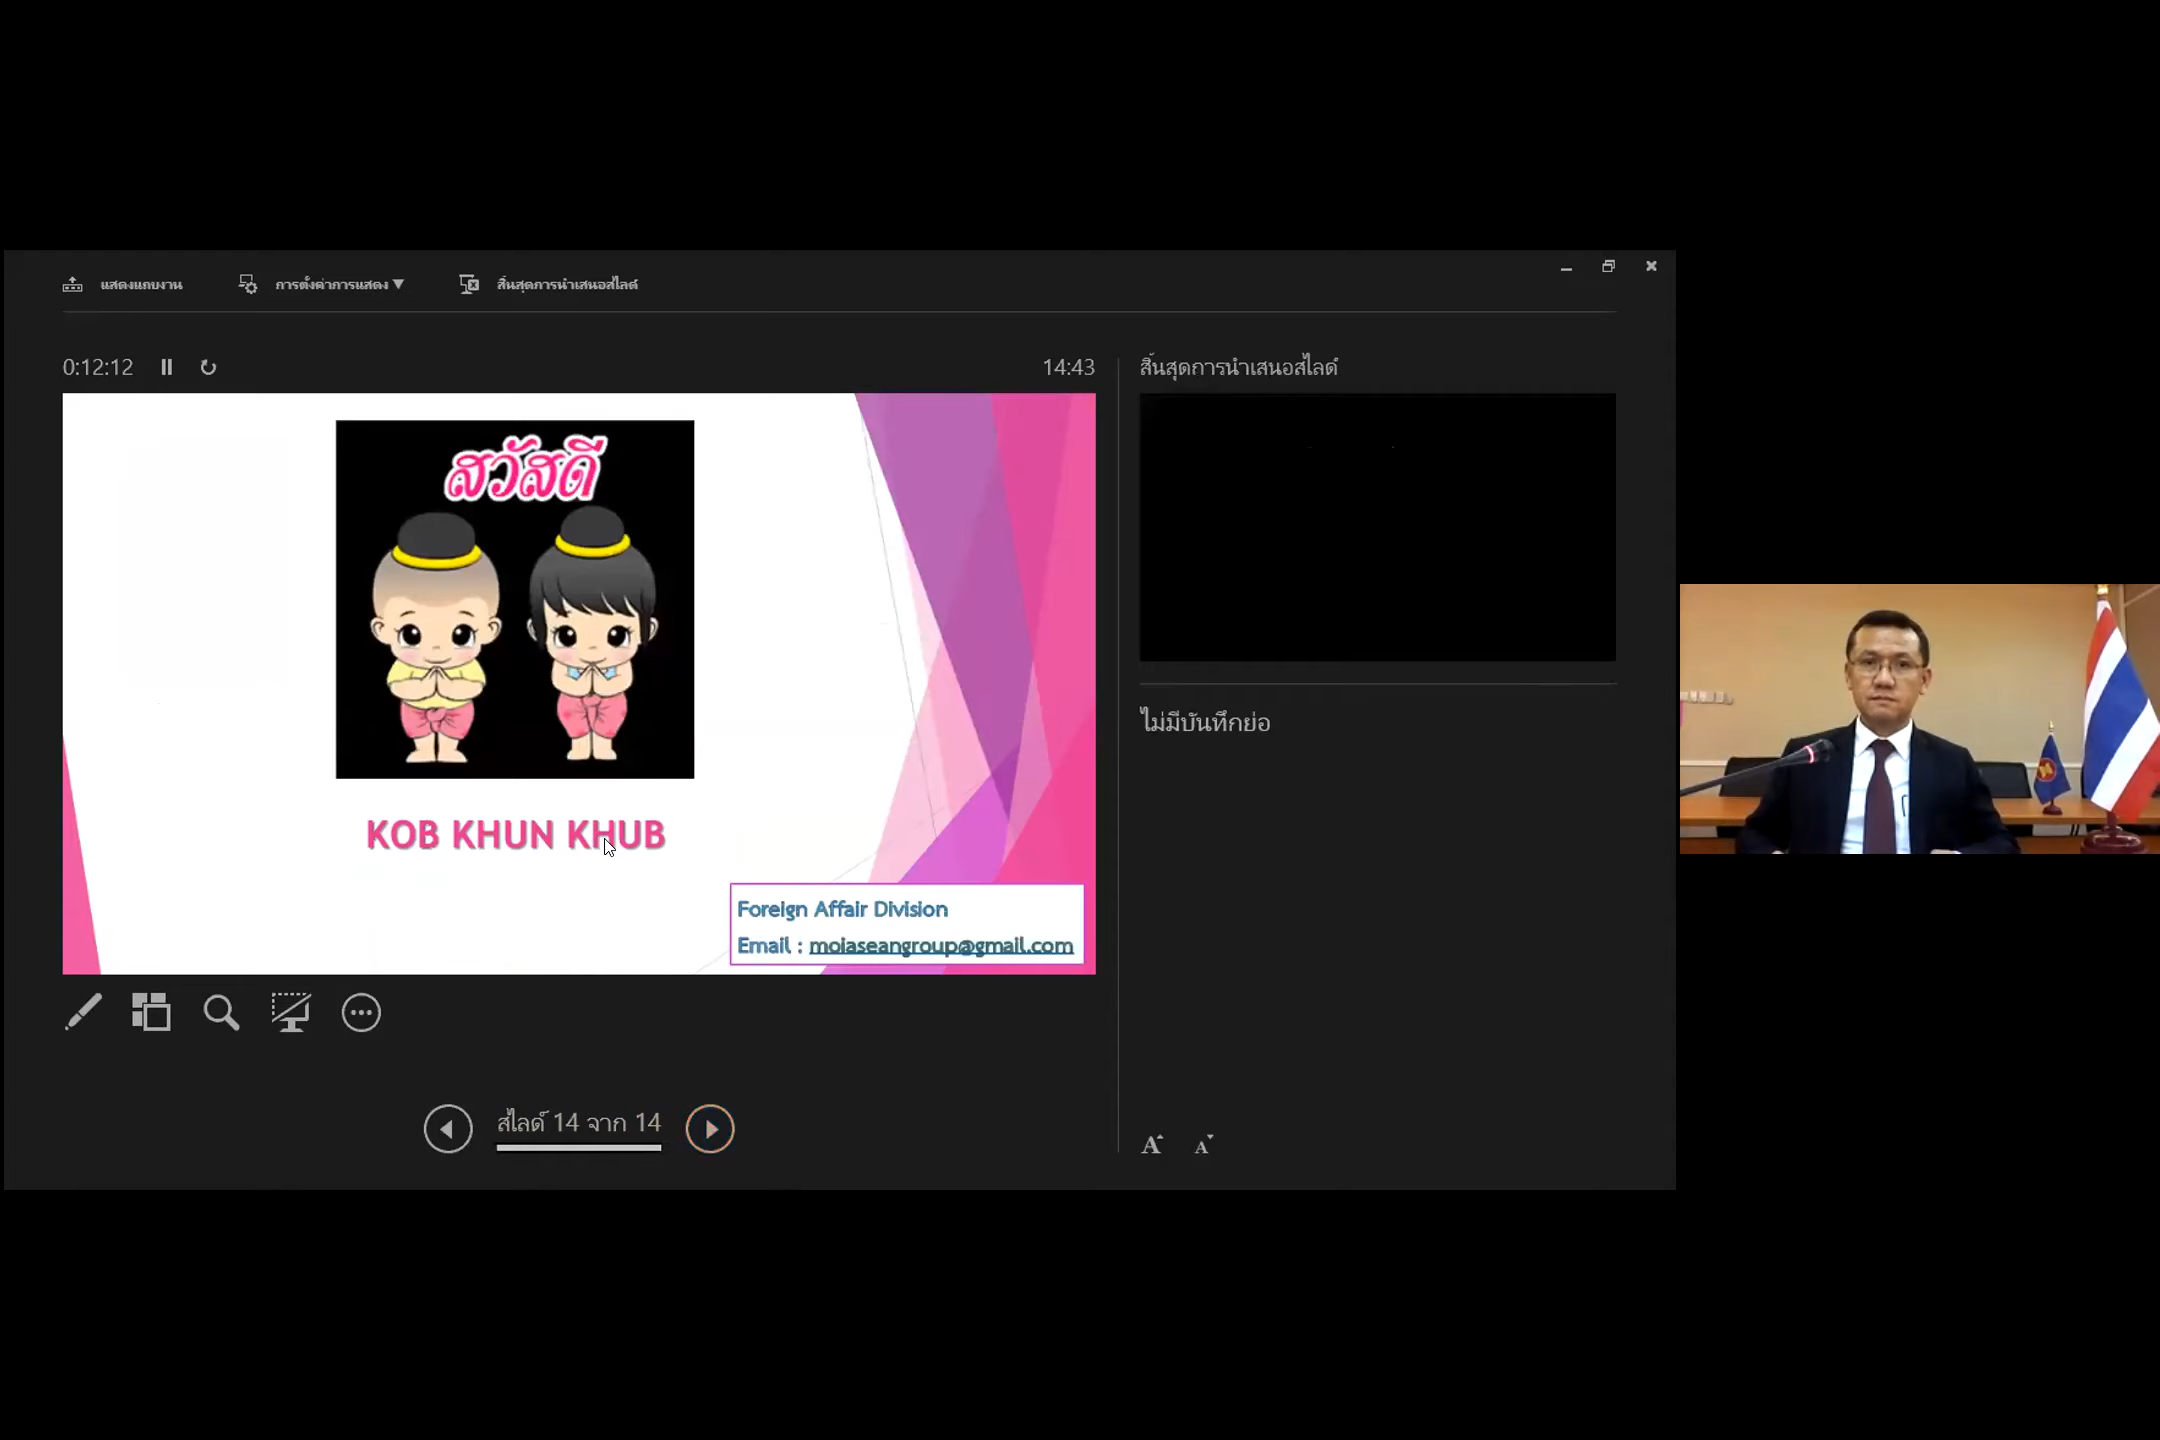 แสดงแถบงาน
การตั้งค่าการแสดง ▼
สิ้นสุดการนำเสนอสไลด์
0:12:12
14:43
สวัสดี
KOB KHUN KHUB
Foreign Affair Division
Email : moiaseangroup@gmail.com
สไลด์ 14 จาก 14
สิ้นสุดการนำเสนอสไลด์
ไม่มีบันทึกย่อ
A A